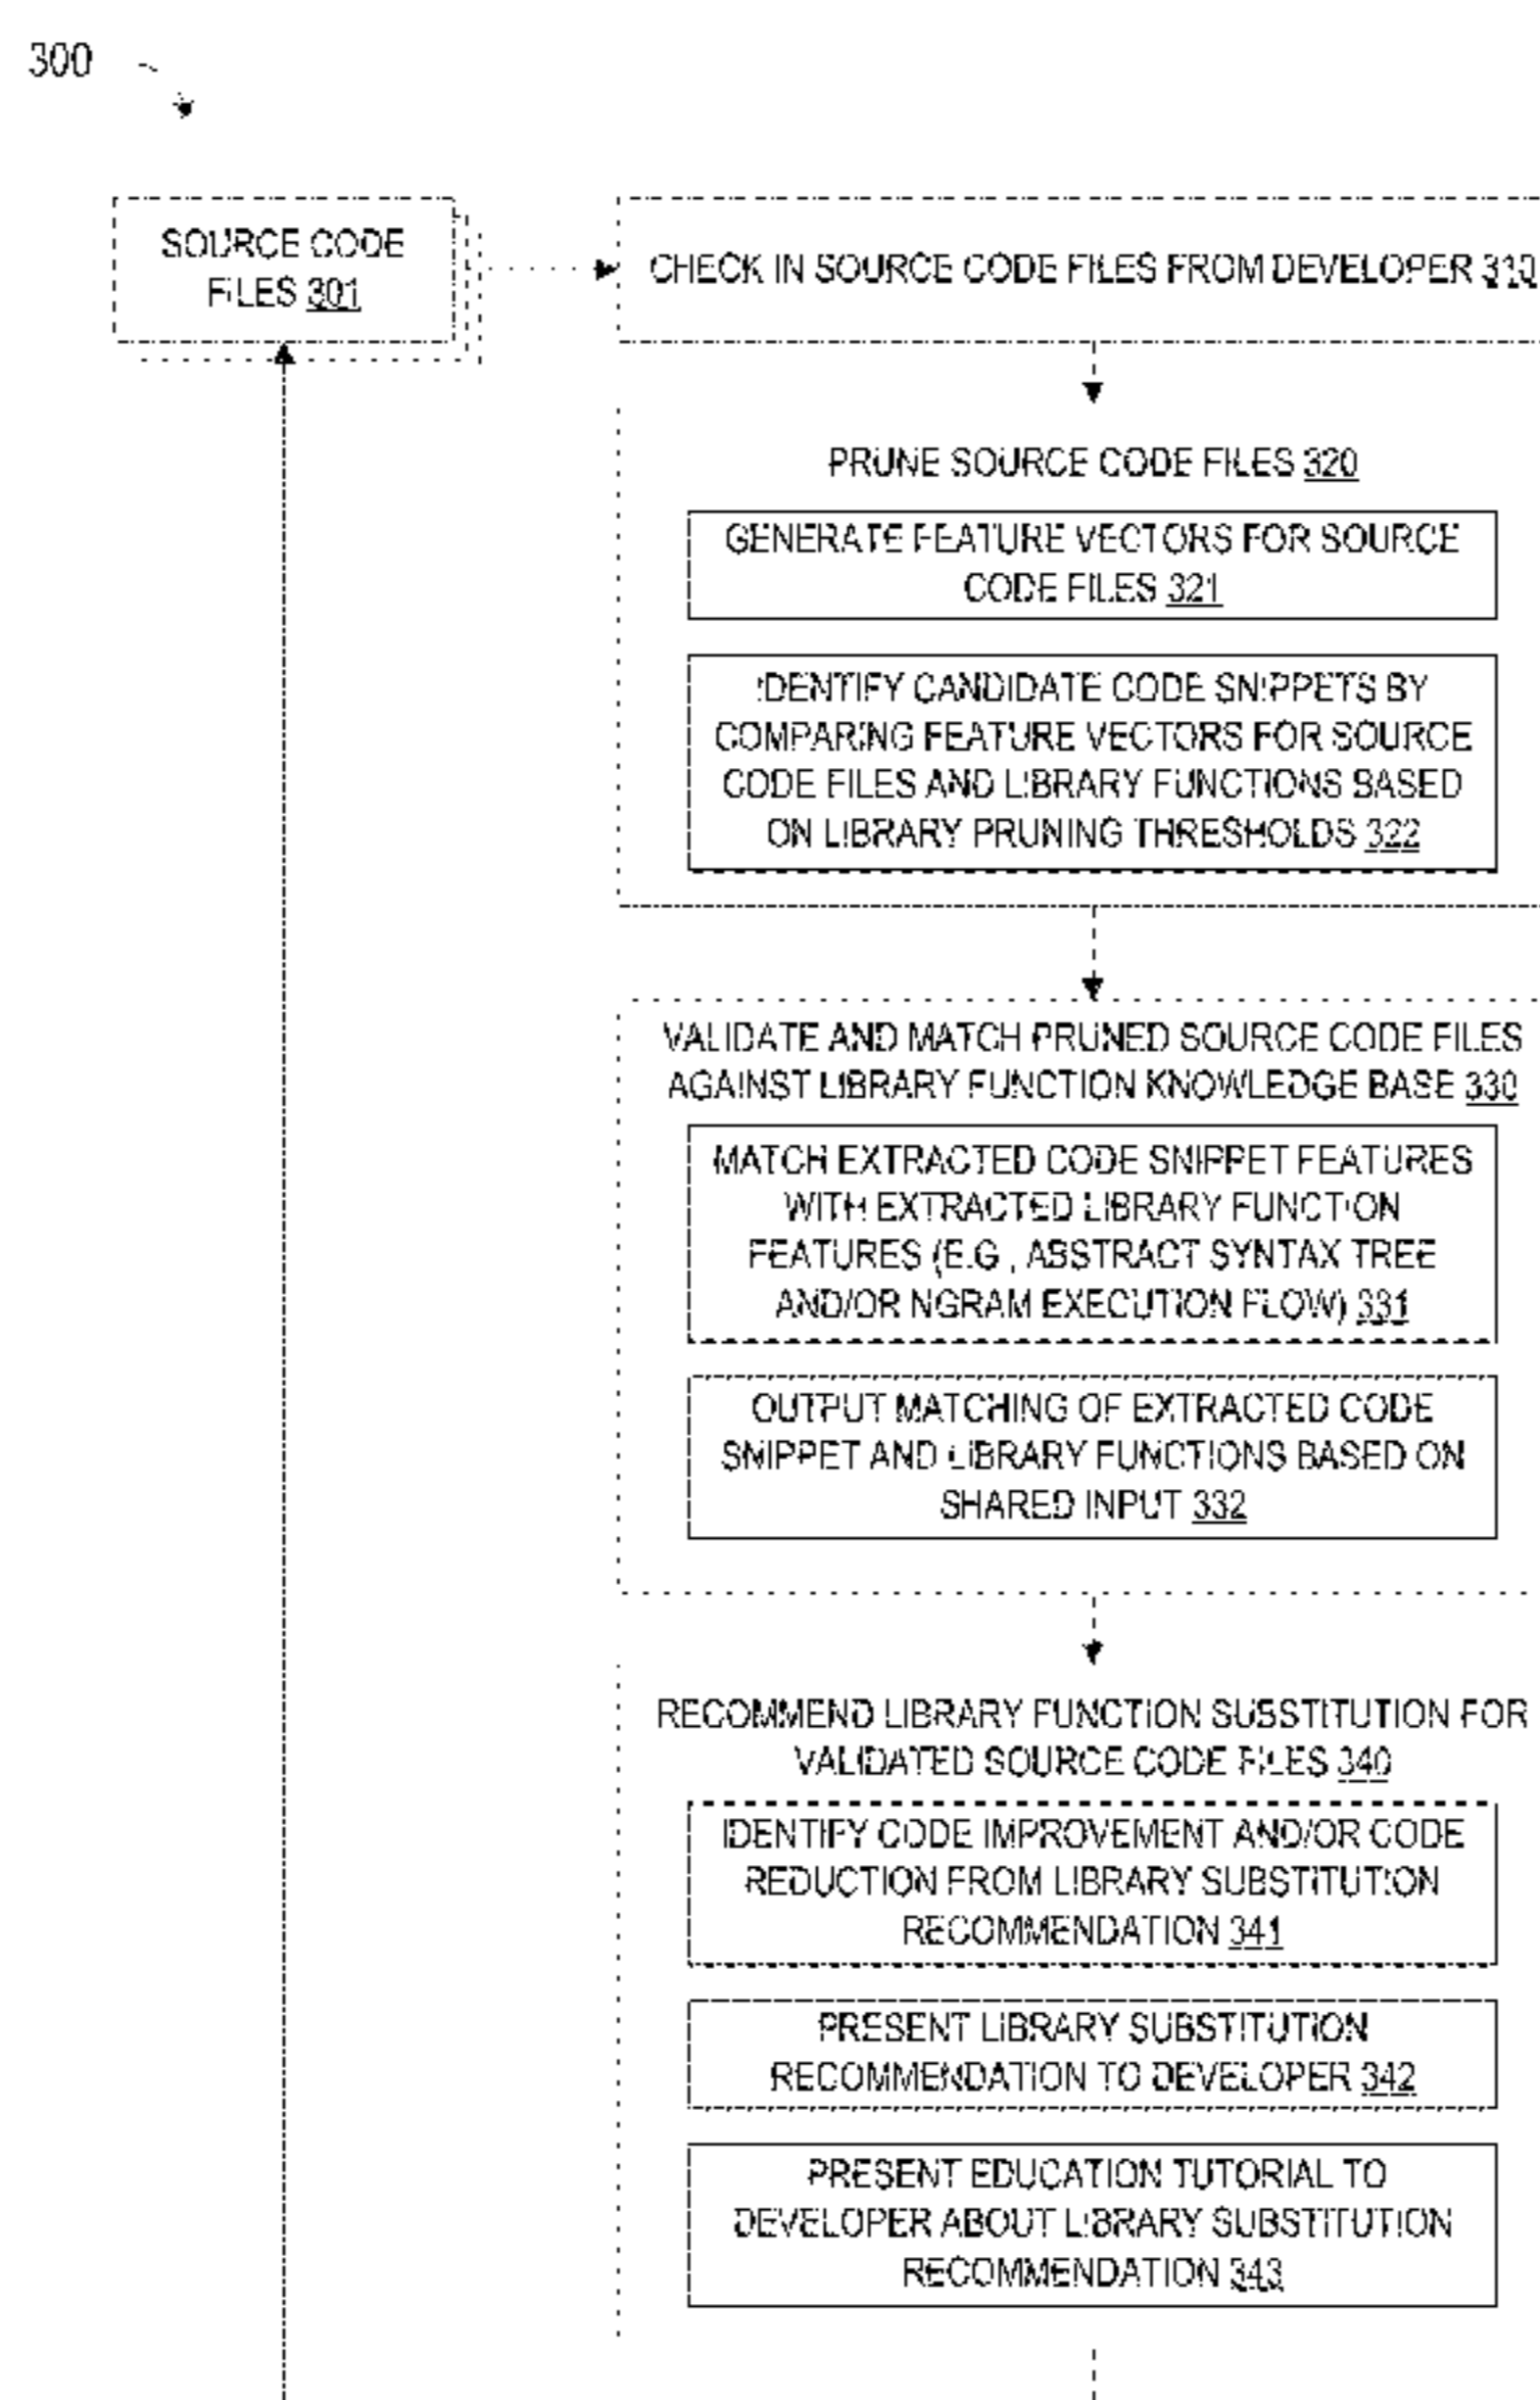 300
SOURCE CODE
FILES 301
CHECK IN SOURCE CODE FILES FROM DEVELOPER 310
PRUNE SOURCE CODE FILES 320
GENERATE FEATURE VECTORS FOR SOURCE
CODE FILES 321
IDENTIFY CANDIDATE CODE SNIPPETS BY
COMPARING FEATURE VECTORS FOR SOURCE
CODE FILES AND LIBRARY FUNCTIONS BASED
ON LIBRARY PRUNING THRESHOLDS 322
VALIDATE AND MATCH PRUNED SOURCE CODE FILES
AGAINST LIBRARY FUNCTION KNOWLEDGE BASE 330
MATCH EXTRACTED CODE SNIPPET FEATURES
WITH EXTRACTED LIBRARY FUNCTION
FEATURES (E.G., ABSTRACT SYNTAX TREE
AND/OR NGRAM EXECUTION FLOW) 331
OUTPUT MATCHING OF EXTRACTED CODE
SNIPPET AND LIBRARY FUNCTIONS BASED ON
SHARED INPUT 332
RECOMMEND LIBRARY FUNCTION SUBSTITUTION FOR
VALIDATED SOURCE CODE FILES 340
IDENTIFY CODE IMPROVEMENT AND/OR CODE
REDUCTION FROM LIBRARY SUBSTITUTION
RECOMMENDATION 341
PRESENT LIBRARY SUBSTITUTION
RECOMMENDATION TO DEVELOPER 342
PRESENT EDUCATION TUTORIAL TO
DEVELOPER ABOUT LIBRARY SUBSTITUTION
RECOMMENDATION 343